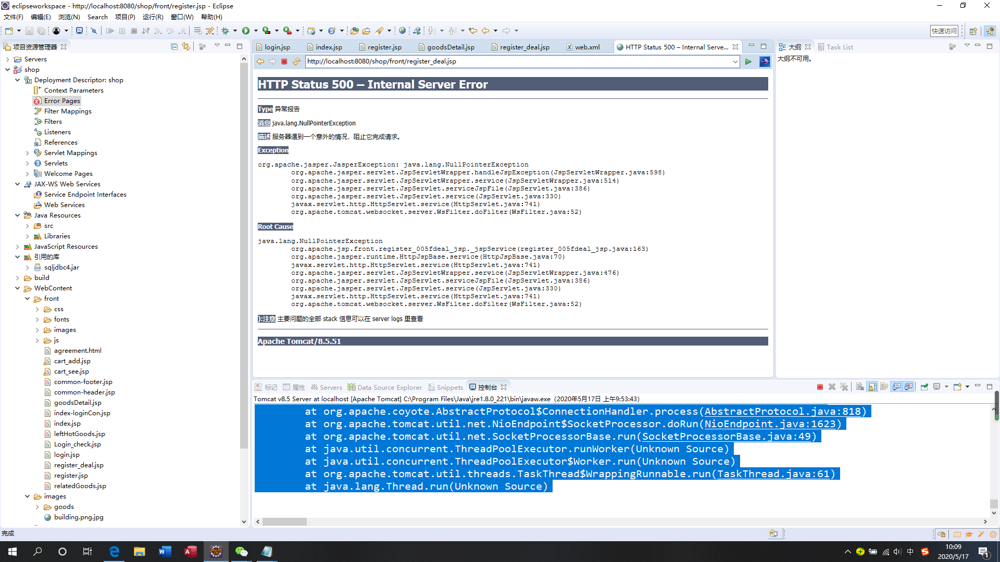 eclipseworkspace - http://localhost:8080/shop/front/register.jsp - Eclipse
文件(F) 编辑(E) 浏览(N) Search 项目(P) 运行(R) 窗口(W) 帮助(H)
快速访问
项目资源管理器
Servers
shop
Deployment Descriptor: shop
Context Parameters
Error Pages
Filter Mappings
Filters
Listeners
References
Servlet Mappings
Servlets
Welcome Pages
JAX-WS Web Services
Service Endpoint Interfaces
Web Services
Java Resources
src
Libraries
JavaScript Resources
引用的库
sqljdbc4.jar
build
WebContent
front
css
fonts
images
js
agreement.html
cart_add.jsp
cart_see.jsp
common-footer.jsp
common-header.jsp
goodsDetail.jsp
index-loginCon.jsp
index.jsp
leftHotGoods.jsp
Login_check.jsp
login.jsp
register_deal.jsp
register.jsp
relatedGoods.jsp
images
goods
building.png.jpg
login.jsp index.jsp register.jsp goodsDetail.jsp register_deal.jsp web.xml HTTP Status 500 – Internal Serve...
http://localhost:8080/shop/front/register_deal.jsp
HTTP Status 500 – Internal Server Error
Type 异常报告
消息 java.lang.NullPointerException
描述 服务器遇到一个意外的情况，阻止它完成请求。
Exception
org.apache.jasper.JasperException: java.lang.NullPointerException
org.apache.jasper.servlet.JspServletWrapper.handleJspException(JspServletWrapper.java:598)
org.apache.jasper.servlet.JspServletWrapper.service(JspServletWrapper.java:514)
org.apache.jasper.servlet.JspServlet.serviceJspFile(JspServlet.java:386)
org.apache.jasper.servlet.JspServlet.service(JspServlet.java:330)
javax.servlet.http.HttpServlet.service(HttpServlet.java:741)
org.apache.tomcat.websocket.server.WsFilter.doFilter(WsFilter.java:52)
Root Cause
java.lang.NullPointerException
org.apache.jsp.front.register_005fdeal_jsp._jspService(register_005fdeal_jsp.java:163)
org.apache.jasper.runtime.HttpJspBase.service(HttpJspBase.java:70)
javax.servlet.http.HttpServlet.service(HttpServlet.java:741)
org.apache.jasper.servlet.JspServletWrapper.service(JspServletWrapper.java:476)
org.apache.jasper.servlet.JspServlet.serviceJspFile(JspServlet.java:386)
org.apache.jasper.servlet.JspServlet.service(JspServlet.java:330)
javax.servlet.http.HttpServlet.service(HttpServlet.java:741)
org.apache.tomcat.websocket.server.WsFilter.doFilter(WsFilter.java:52)
):注意 主要问题的全部 stack 信息可以在 server logs 里查看
Apache Tomcat/8.5.51
大纲 Task List
大纲不可用。
标记 属性 Servers Data Source Explorer Snippets 控制台
Tomcat v8.5 Server at localhost [Apache Tomcat] C:\Program Files\Java\jre1.8.0_221\bin\javaw.exe (2020年5月17日 上午9:53:43)
at org.apache.coyote.AbstractProtocol$ConnectionHandler.process(AbstractProtocol.java:818)
at org.apache.tomcat.util.net.NioEndpoint$SocketProcessor.doRun(NioEndpoint.java:1623)
at org.apache.tomcat.util.net.SocketProcessorBase.run(SocketProcessorBase.java:49)
at java.util.concurrent.ThreadPoolExecutor.runWorker(Unknown Source)
at java.util.concurrent.ThreadPoolExecutor$Worker.run(Unknown Source)
at org.apache.tomcat.util.threads.TaskThread$WrappingRunnable.run(TaskThread.java:61)
at java.lang.Thread.run(Unknown Source)
完成
中
10:09
2020/5/17
1